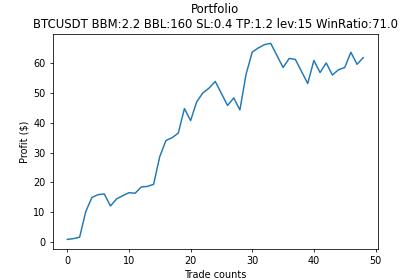 Portfolio
BTCUSDT BBM:2.2 BBL:160 SL:0.4 TP:1.2 lev:15 WinRatio:71.0
60
50
40
30
20
10
0
Profit ($)
0 10 20 30 40 50
Trade counts